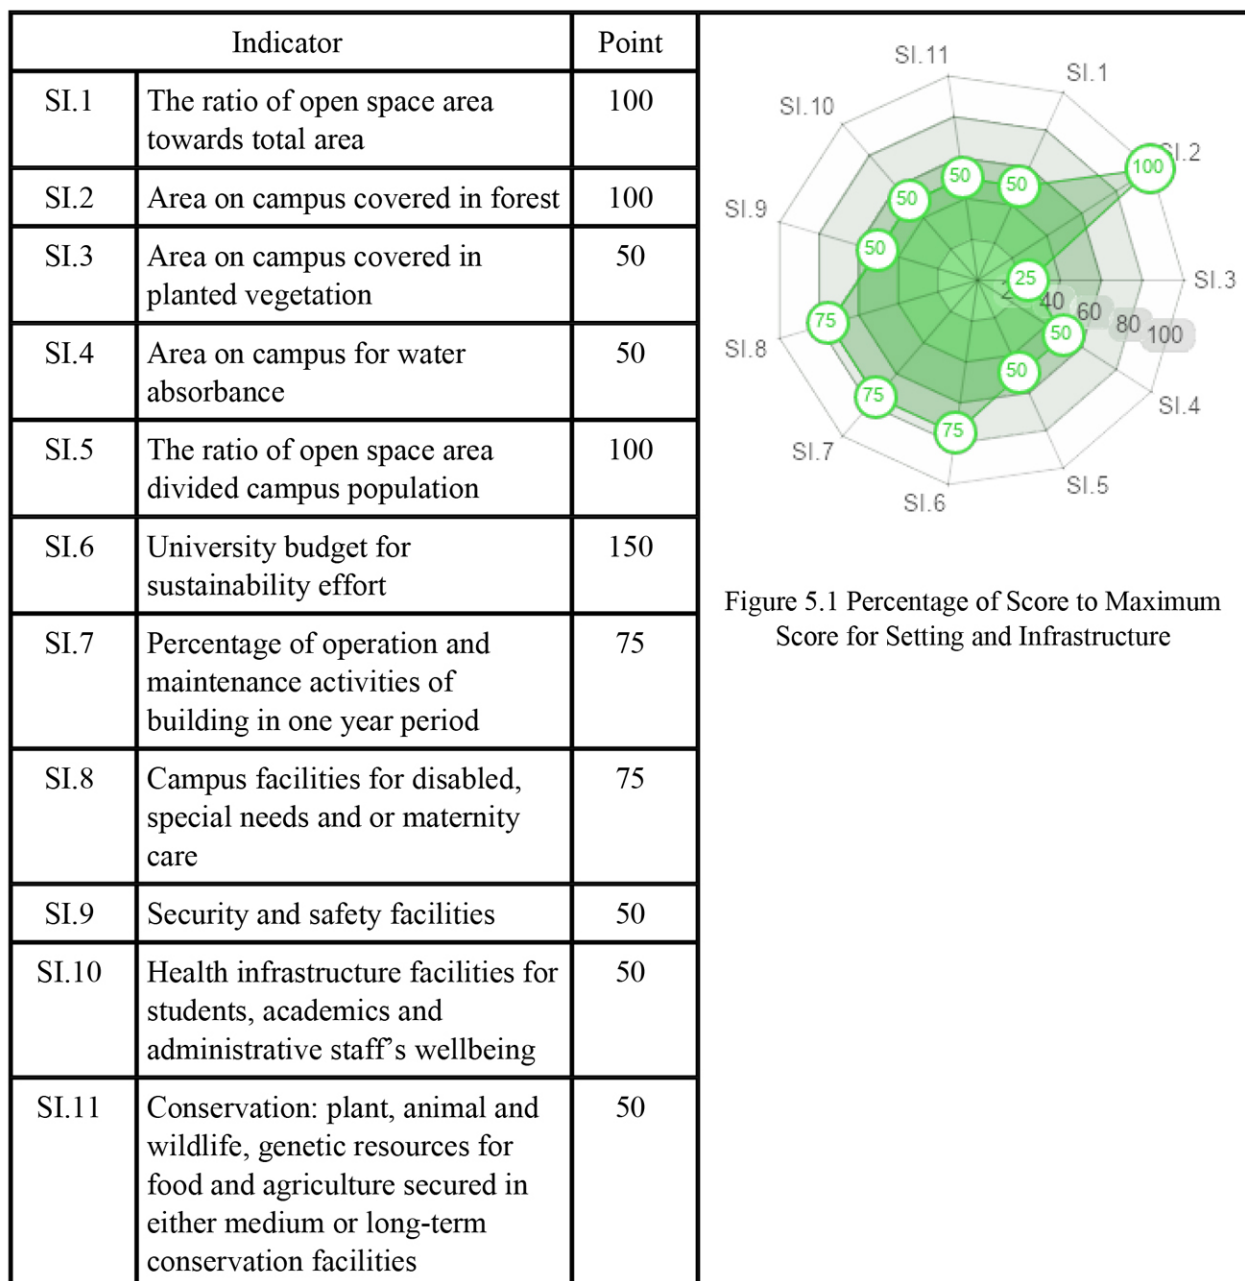 Indicator Point
SI.1 The ratio of open space area 100
towards total area
SI.2 Area on campus covered in forest 100
SI.3 Area on campus covered in 50
planted vegetation
SI.4 Area on campus for water 50
absorbance
SI.5 The ratio of open space area 100
divided campus population
SI.6 University budget for 150
sustainability effort
SI.7 Percentage of operation and 75
maintenance activities of
building in one year period
SI.8 Campus facilities for disabled, 75
special needs and or maternity
care
SI.9 Security and safety facilities 50
SI.10 Health infrastructure facilities for 50
students, academics and
administrative staff's wellbeing
SI.11 Conservation: plant, animal and 50
wildlife, genetic resources for
food and agriculture secured in
either medium or long-term
conservation facilities
SI.11
SI.1
SI.10
SI.2
100
50
50
50
SI.9
50
SI.3
25
40
60
80
100
75
50
SI.8
50
SI.4
75
75
SI.7
SI.5
SI.6
Figure 5.1 Percentage of Score to Maximum
Score for Setting and Infrastructure